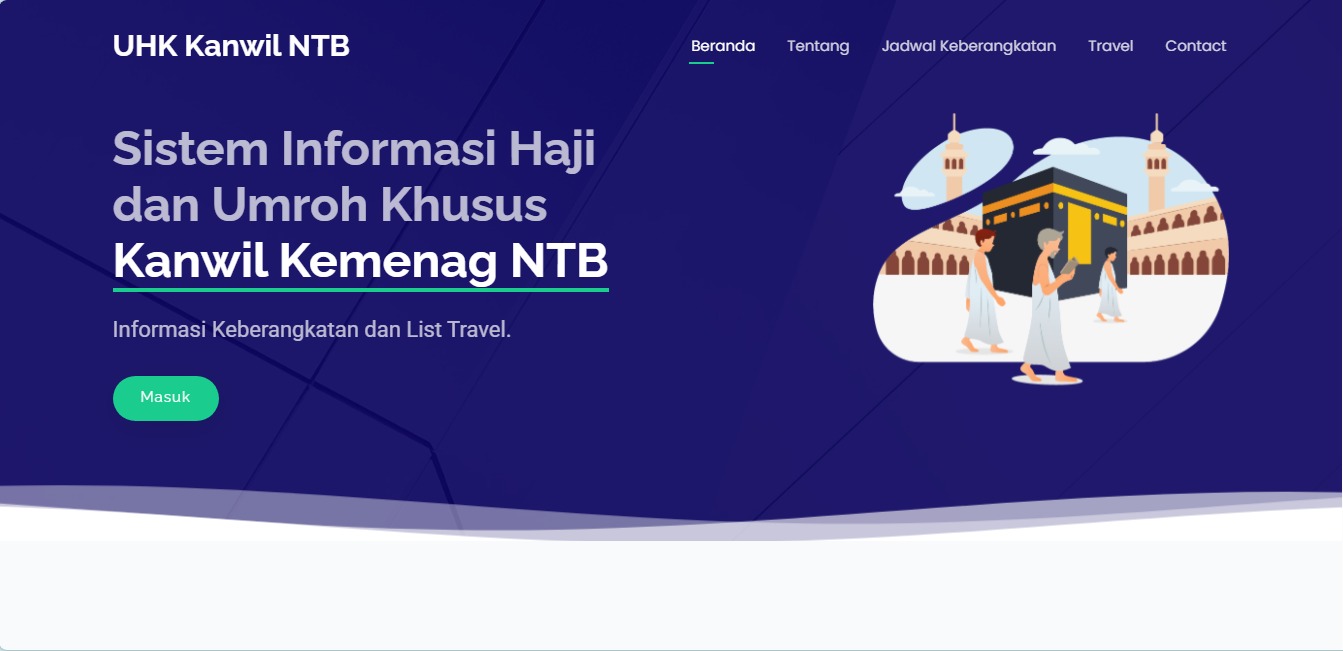 UHK Kanwil NTB
Beranda
Tentang
Jadwal Keberangkatan
Travel
Contact
Sistem Informasi Haji
dan Umroh Khusus
Kanwil Kemenag NTB
Informasi Keberangkatan dan List Travel.
Masuk